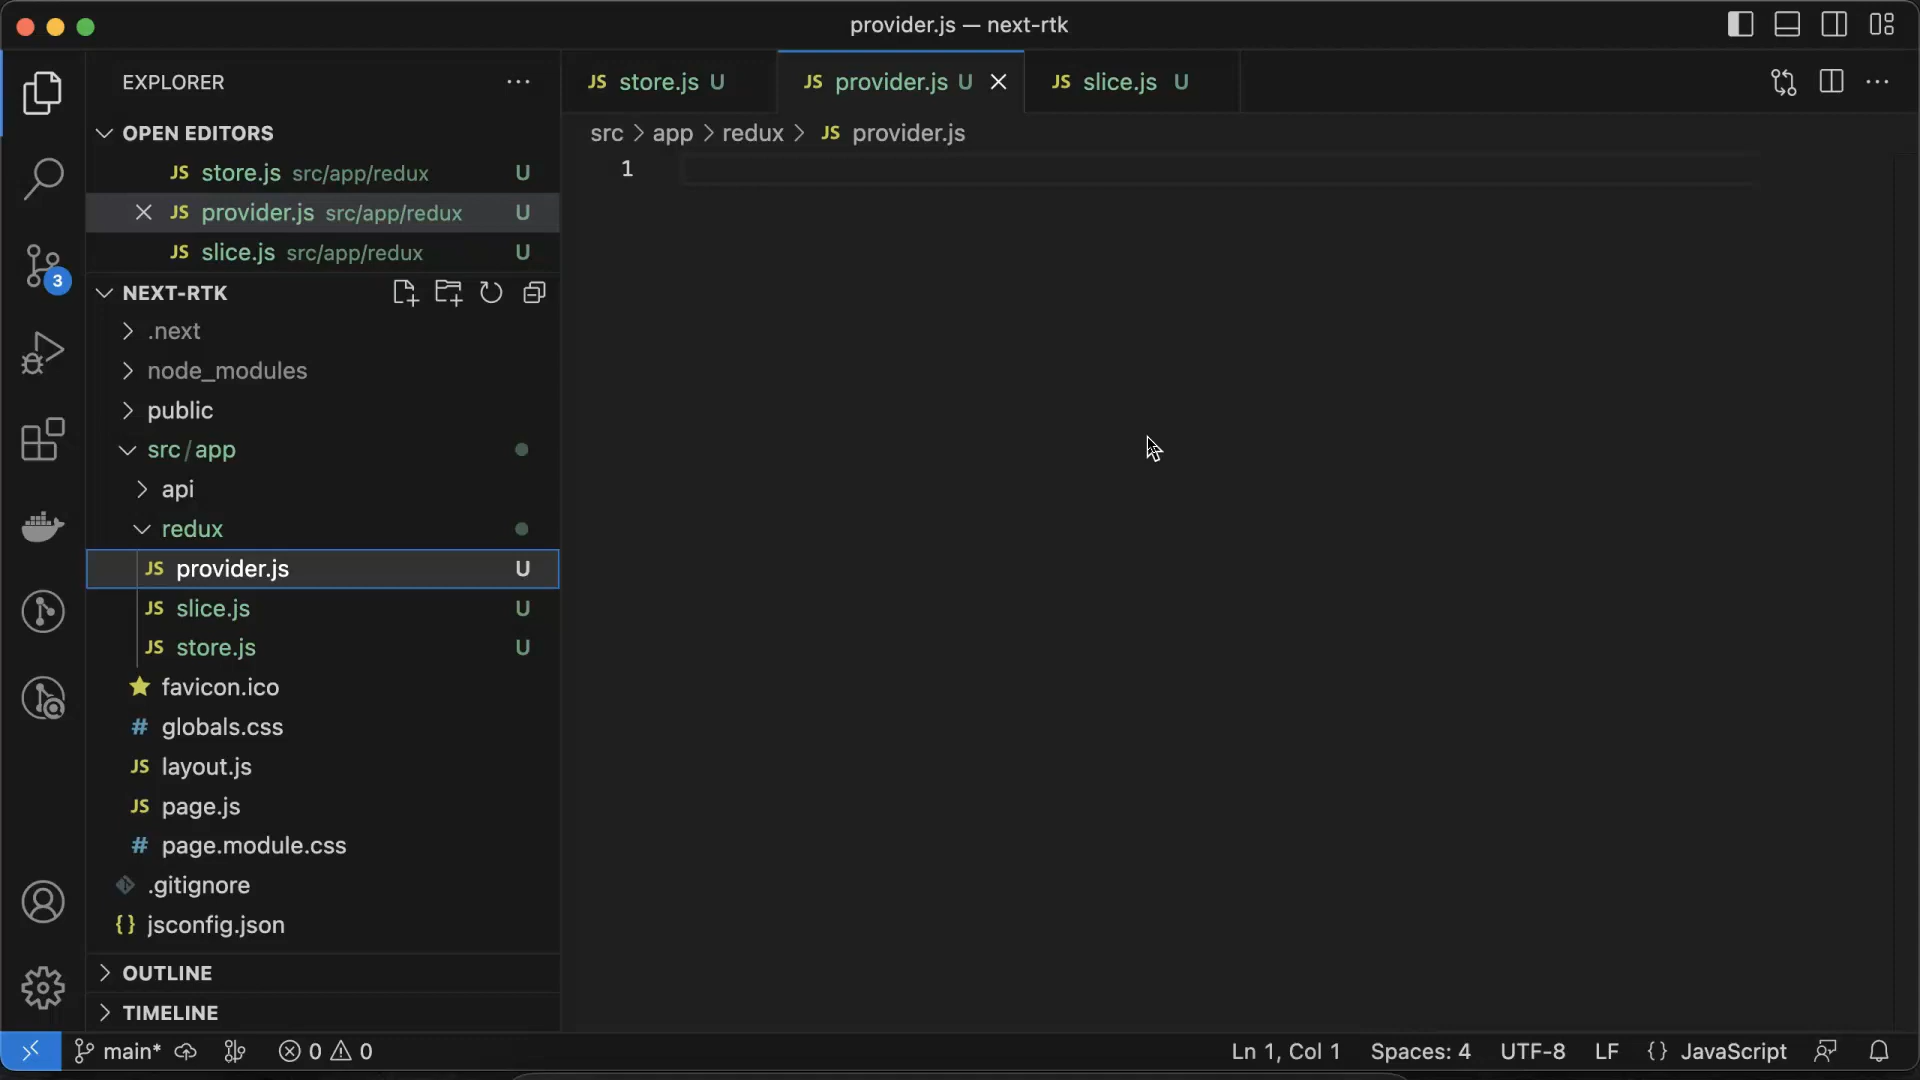 provider.js — next-rtk
EXPLORER
OPEN EDITORS
JS store.js src/app/redux U
JS provider.js src/app/redux U
JS slice.js src/app/redux U
3
NEXT-RTK
.next
node_modules
public
src/app
api
redux
JS provider.js U
JS slice.js U
JS store.js U
favicon.ico
# globals.css
JS layout.js
JS page.js
# page.module.css
.gitignore
{} jsconfig.json
OUTLINE
TIMELINE
JS store.js U
JS provider.js U
JS slice.js U
src > app > redux > JS provider.js
1
main* 0 0
Ln 1, Col 1 Spaces: 4 UTF-8 LF {} JavaScript